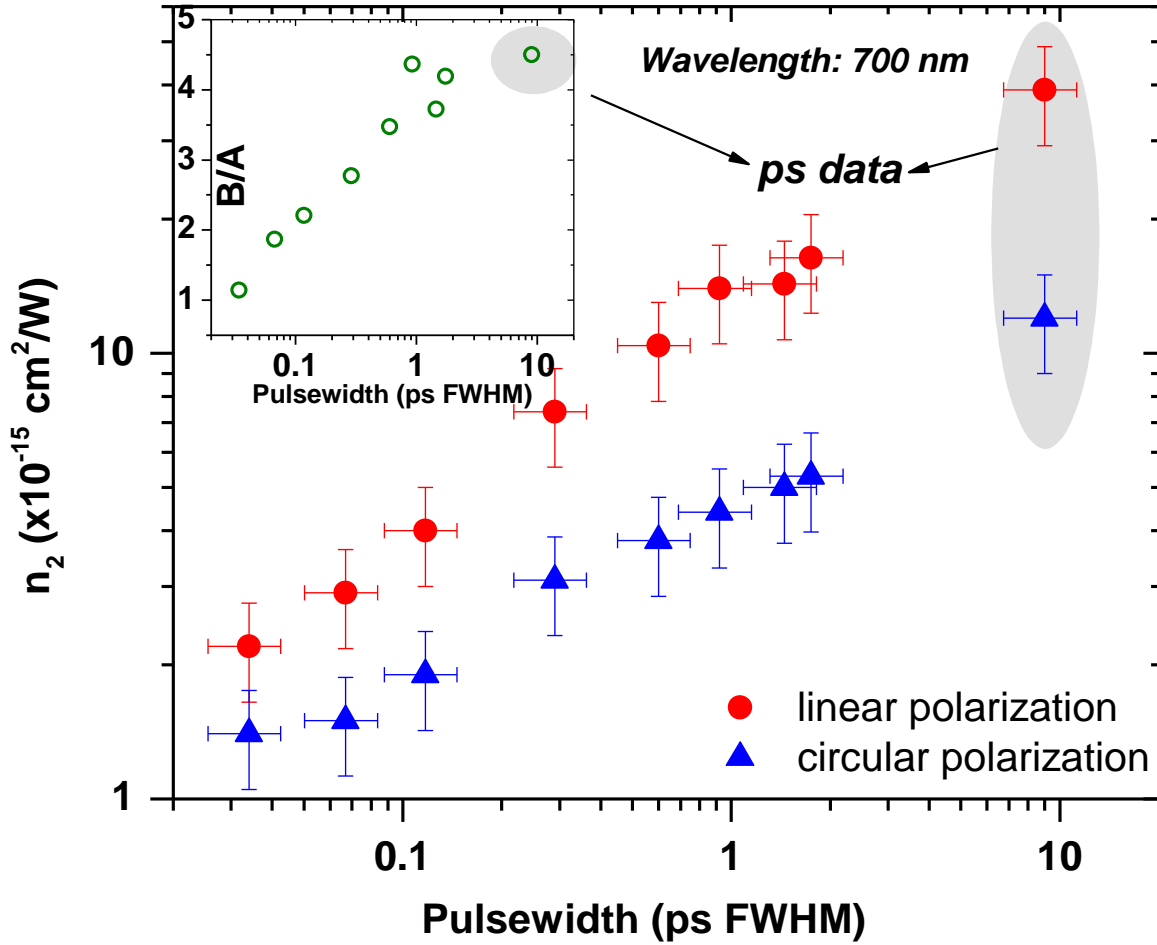 5
4
3
2
1
B/A
0.1
1
10
Pulsewidth (ps FWHM)
Wavelength: 700 nm
ps data
n₂ (x10⁻¹⁵ cm²/W)
10
1
linear polarization
circular polarization
0.1
1
10
Pulsewidth (ps FWHM)